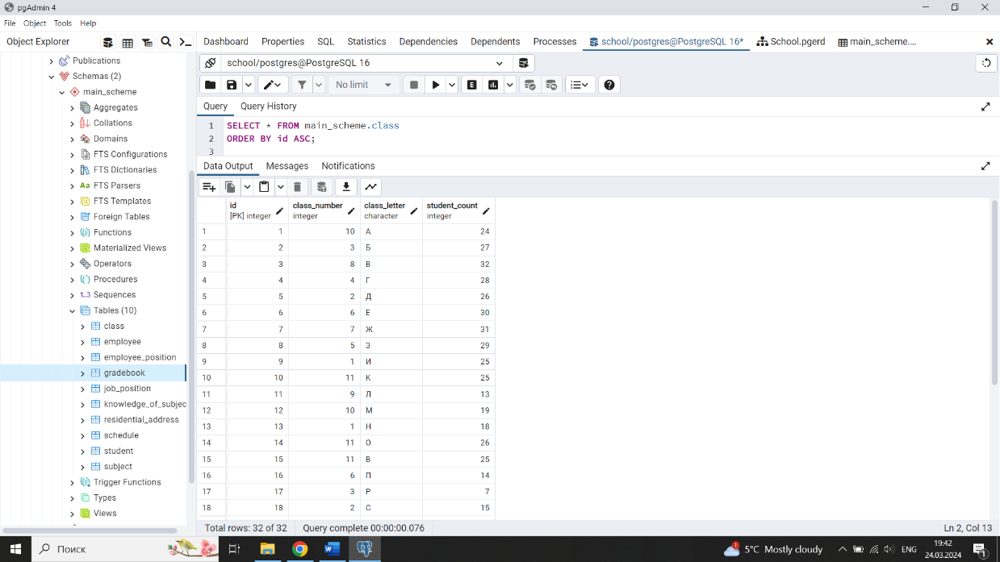 pgAdmin 4
File Object Tools Help
Object Explorer
Dashboard Properties SQL Statistics Dependencies Dependents Processes school/postgres@PostgreSQL 16* School.pgerd main_scheme....
Publications
Schemas (2)
main_scheme
Aggregates
Collations
Domains
FTS Configurations
FTS Dictionaries
Aa FTS Parsers
FTS Templates
Foreign Tables
Functions
Materialized Views
Operators
Procedures
1..3 Sequences
Tables (10)
class
employee
employee_position
gradebook
job_position
knowledge_of_subjec
residential_address
schedule
student
subject
Trigger Functions
Types
Views
school/postgres@PostgreSQL 16
No limit
E
Query Query History
1 SELECT * FROM main_scheme.class
2 ORDER BY id ASC;
3
Data Output Messages Notifications
id class_number class_letter student_count
[PK] integer integer character integer
1 1 10 А 24
2 2 3 Б 27
3 3 8 В 32
4 4 4 Г 28
5 5 2 Д 26
6 6 6 Е 30
7 7 7 Ж 31
8 8 5 З 29
9 9 1 И 25
10 10 11 К 25
11 11 9 Л 13
12 12 10 М 19
13 13 1 Н 18
14 14 11 О 26
15 15 11 В 25
16 16 6 П 14
17 17 3 Р 7
18 18 2 С 15
Total rows: 32 of 32 Query complete 00:00:00.076 Ln 2, Col 13
Поиск
W
1
5°C Mostly cloudy
ENG
19:42
24.03.2024
1